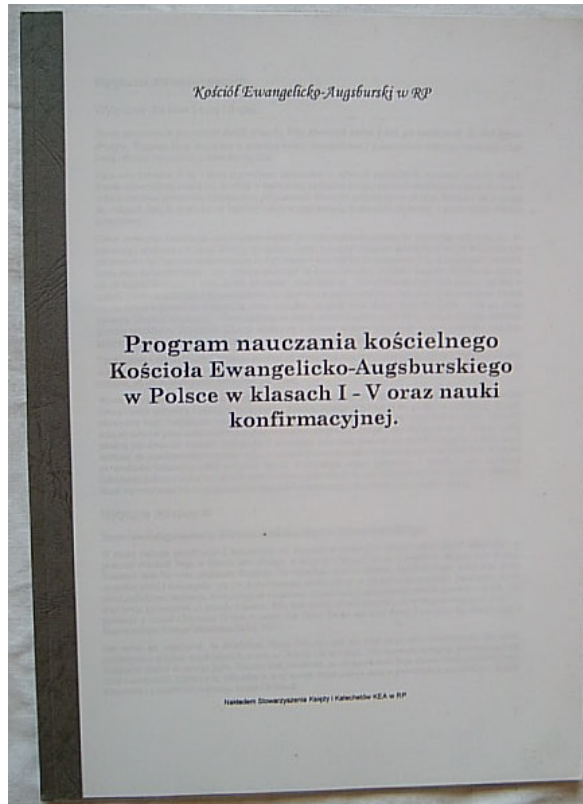 Kościół Ewangelicko-Augsburski w RP
Program nauczania kościelnego
Kościoła Ewangelicko-Augsburskiego
w Polsce w klasach I - V oraz nauki
konfirmacyjnej.
Nakładem Stowarzyszenia Księży i Katechetów KEA w RP